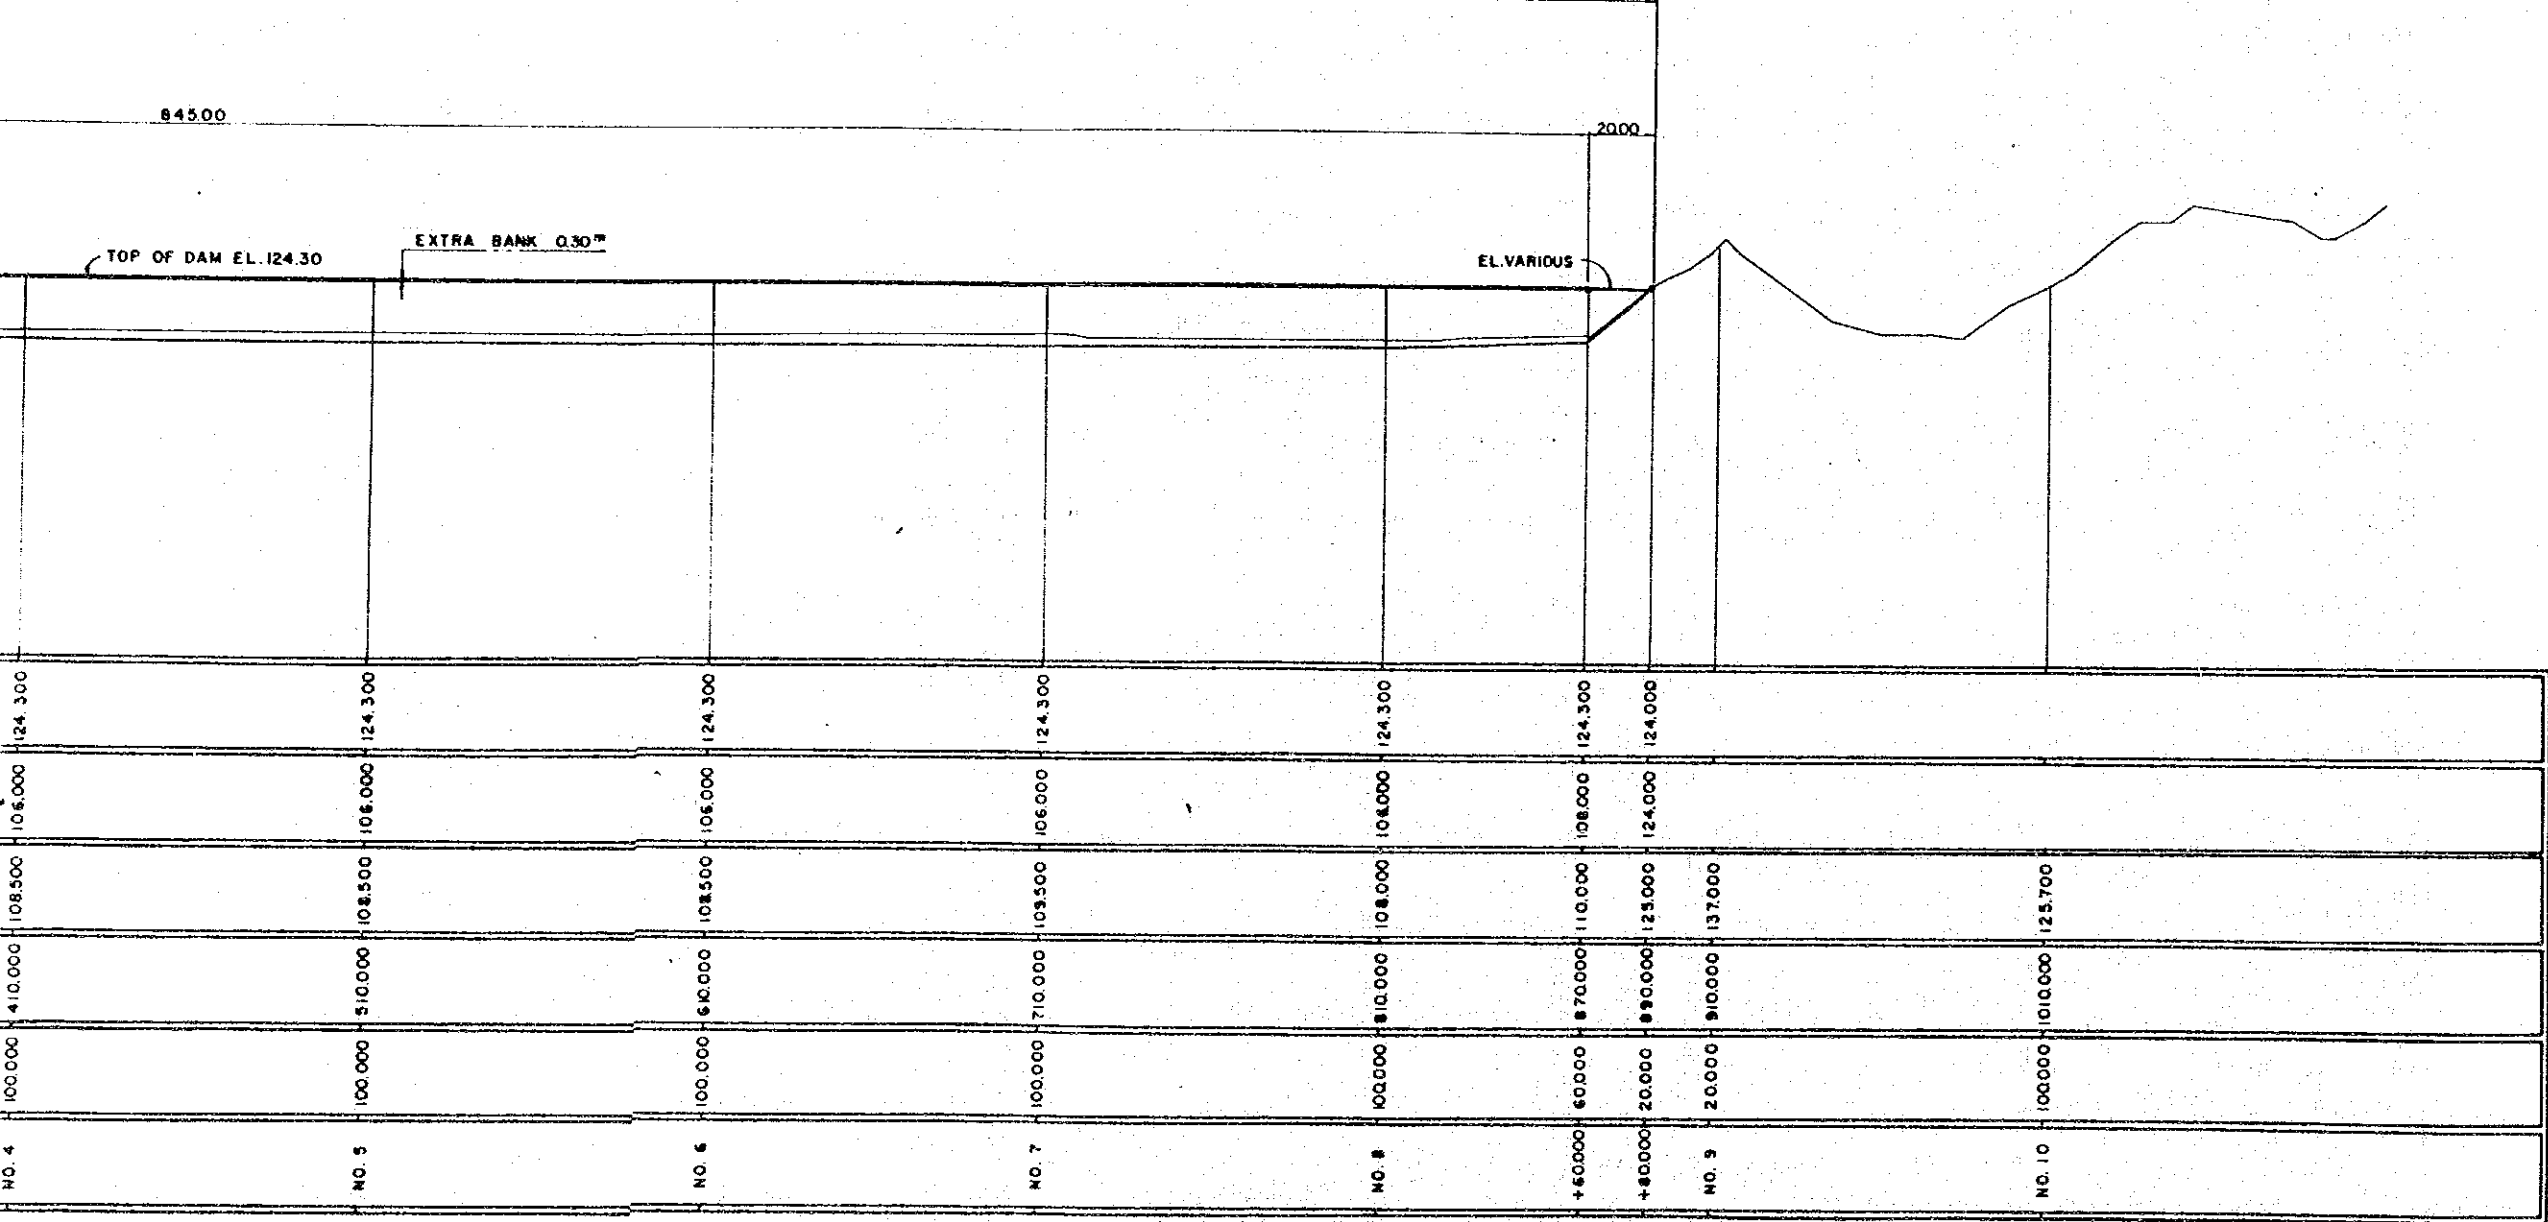 845.00
20.00
EXTRA BANK 0.30m
TOP OF DAM EL.124.30
EL.VARIOUS
124.300 124.300 124.300 124.300 124.300 124.300 124.000
106.000 106.000 106.000 106.000 106.000 108.000 124.000
108.500 108.500 108.500 109.500 108.000 110.000 125.000 137.000 125.700
410.000 510.000 610.000 710.000 810.000 870.000 890.000 910.000 1010.000
100.000 100.000 100.000 100.000 100.000 60.000 20.000 20.000 100.000
NO. 4 NO. 5 NO. 6 NO. 7 NO. 8 +60.000 +80.000 NO. 9 NO. 10